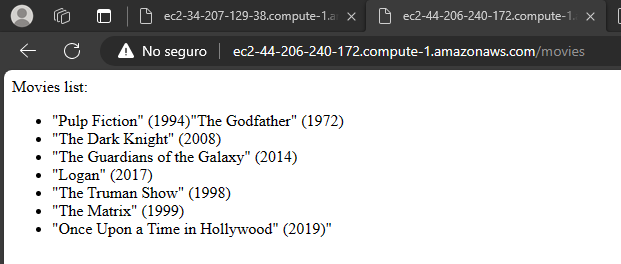 ec2-34-207-129-38.compute-1.a
ec2-44-206-240-172.compute-1.
No seguro
ec2-44-206-240-172.compute-1.amazonaws.com/movies
Movies list:
"Pulp Fiction" (1994)"The Godfather" (1972)
"The Dark Knight" (2008)
"The Guardians of the Galaxy" (2014)
"Logan" (2017)
"The Truman Show" (1998)
"The Matrix" (1999)
"Once Upon a Time in Hollywood" (2019)"